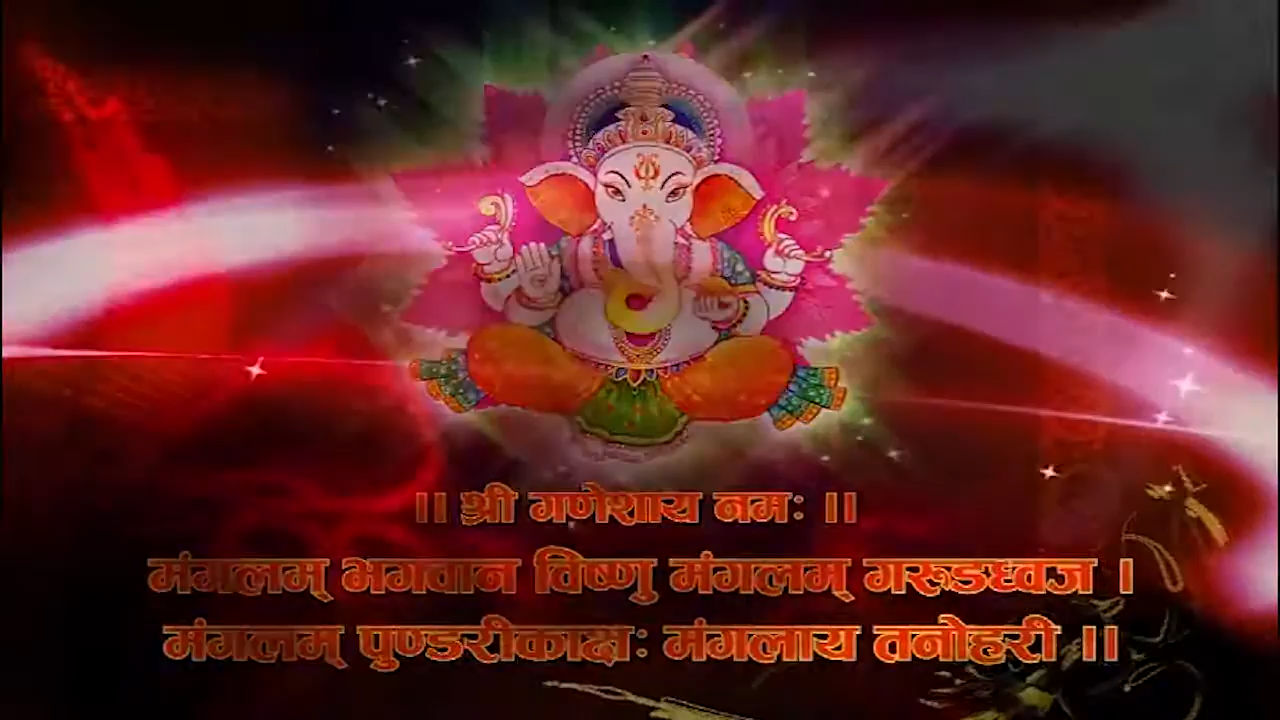 ।। श्री गणेशाय नमः ।।
मंगलम् भगवान विष्णु मंगलम् गरूडध्वज ।
मंगलम् पुण्डरीकाक्षः मंगलाय तनोहरी ।।